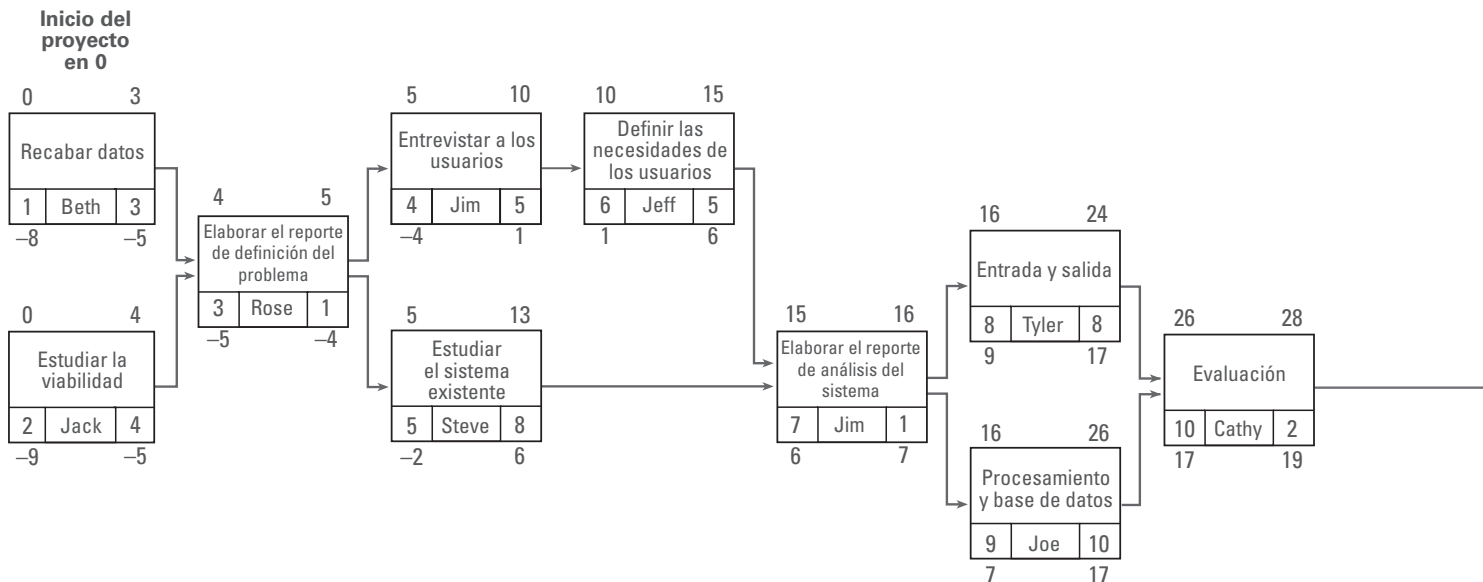 Inicio del
proyecto
en 0
0 3
Recabar datos
1 Beth 3
–8 –5
0 4
Estudiar la
viabilidad
2 Jack 4
–9 –5
4 5
Elaborar el reporte
de definición del
problema
3 Rose 1
–5 –4
5 10
Entrevistar a los
usuarios
4 Jim 5
–4 1
5 13
Estudiar
el sistema
existente
5 Steve 8
–2 6
10 15
Definir las
necesidades de
los usuarios
6 Jeff 5
1 6
15 16
Elaborar el reporte
de análisis del
sistema
7 Jim 1
6 7
16 24
Entrada y salida
8 Tyler 8
9 17
16 26
Procesamiento
y base de datos
9 Joe 10
7 17
26 28
Evaluación
10 Cathy 2
17 19